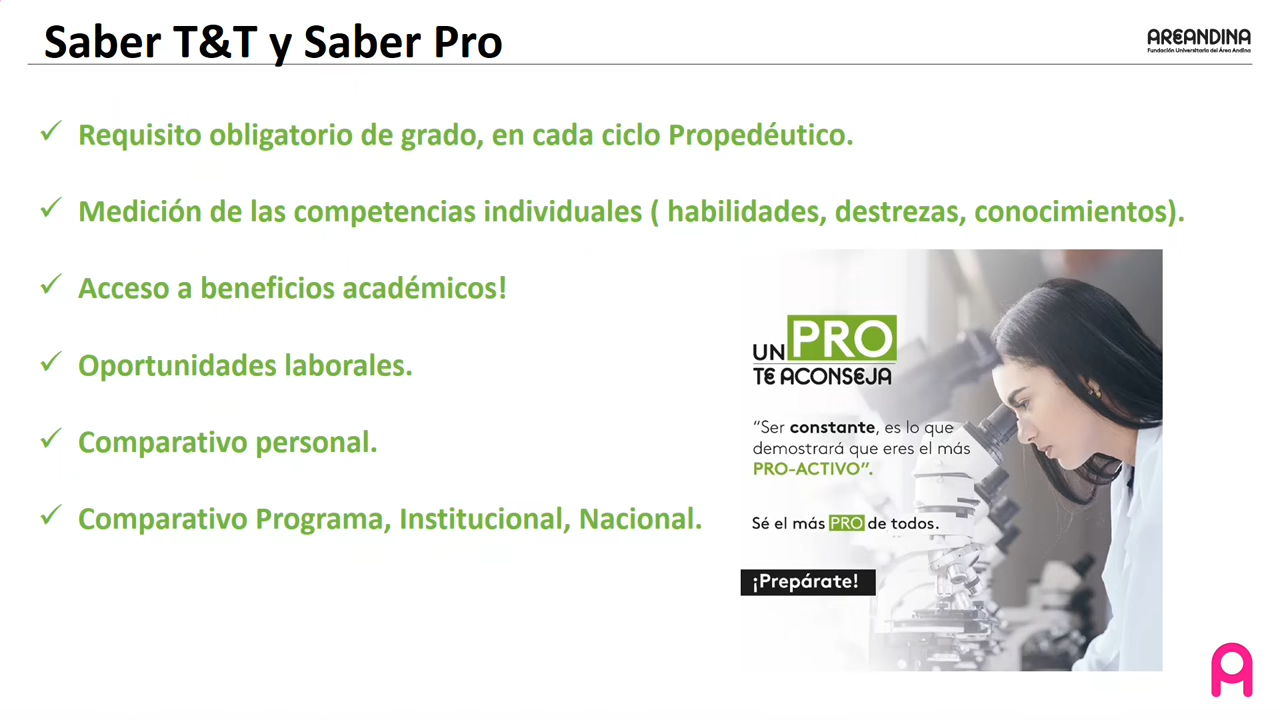 Saber T&T y Saber Pro
AREANDINA
Fundación Universitaria del Área Andina
✓ Requisito obligatorio de grado, en cada ciclo Propedéutico.
✓ Medición de las competencias individuales ( habilidades, destrezas, conocimientos).
✓ Acceso a beneficios académicos!
✓ Oportunidades laborales.
✓ Comparativo personal.
✓ Comparativo Programa, Institucional, Nacional.
UN PRO
TE ACONSEJA
“Ser constante, es lo que
demostrará que eres el más
PRO-ACTIVO”.
Sé el más PRO de todos.
¡Prepárate!